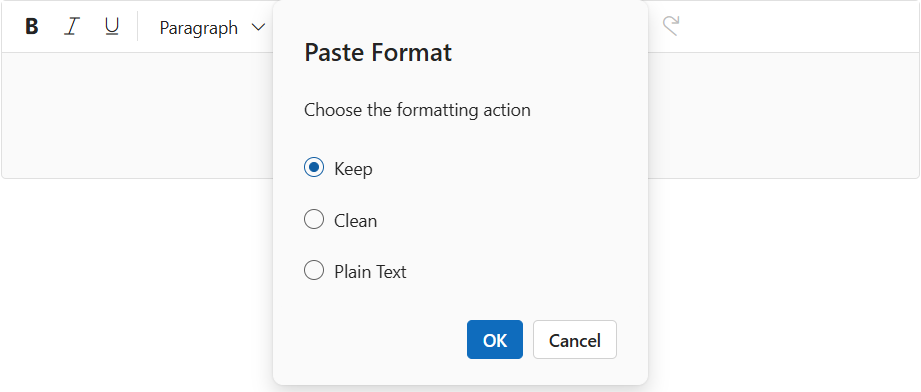 B I U Paragraph
Paste Format
Choose the formatting action
Keep
Clean
Plain Text
OK Cancel